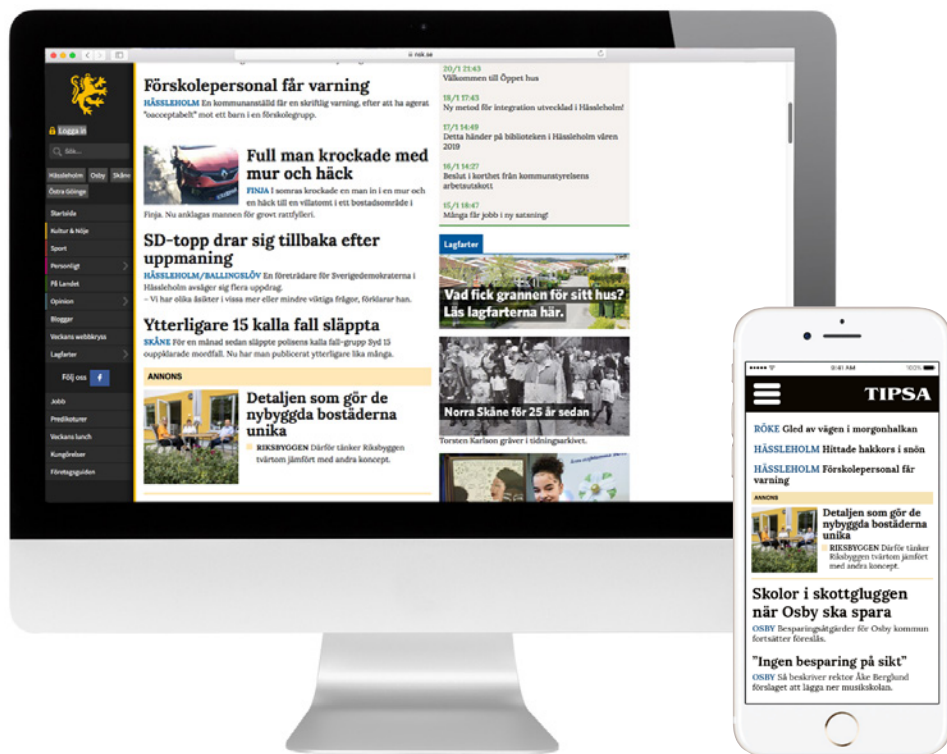 nsk.se
Logga in
Sök...
Hässleholm
Osby
Skåne
Östra Göinge
Startsida
Kultur & Nöje
Sport
Personligt
På Landet
Opinion
Bloggar
Veckans webbkryss
Lagfarter
Följ oss
Jobb
Predikoturer
Veckans lunch
Kungörelser
Företagsguiden
Förskolepersonal får varning
HÄSSLEHOLM En kommunanställd får en skriftlig varning, efter att ha agerat
"oacceptabelt" mot ett barn i en förskolegrupp.
Full man krockade med
mur och häck
FINJA I somras krockade en man in i en mur och
en häck till en villatomt i ett bostadsområde i
Finja. Nu anklagas mannen för grovt rattfylleri.
SD-topp drar sig tillbaka efter
uppmaning
HÄSSLEHOLM/BALLINGSLÖV En företrädare för Sverigedemokraterna i
Hässleholm avsäger sig flera uppdrag.
– Vi har olika åsikter i vissa mer eller mindre viktiga frågor, förklarar han.
Ytterligare 15 kalla fall släppta
SKÅNE För en månad sedan släppte polisens kalla fall-grupp Syd 15
ouppklarade mordfall. Nu har man publicerat ytterligare lika många.
ANNONS
Detaljen som gör de
nybyggda bostäderna
unika
RIKSBYGGEN Därför tänker Riksbyggen
tvärtom jämfört med andra koncept.
20/1 21:43
Välkommen till Öppet hus
18/1 17:43
Ny metod för integration utvecklad i Hässleholm!
17/1 14:49
Detta händer på biblioteken i Hässleholm våren
2019
16/1 14:27
Beslut i korthet från kommunstyrelsens
arbetsutskott
15/1 18:47
Många får jobb i ny satsning!
Lagfarter
Vad fick grannen för sitt hus?
Läs lagfarterna här.
Norra Skåne för 25 år sedan
Torsten Karlson gräver i tidningsarkivet.
9:41 AM
100%
TIPSA
RÖKE Gled av vägen i morgonhalkan
HÄSSLEHOLM Hittade hakkors i snön
HÄSSLEHOLM Förskolepersonal får
varning
ANNONS
Detaljen som gör de
nybyggda bostäderna
unika
RIKSBYGGEN Därför tänker
Riksbyggen tvärtom jämfört
med andra koncept.
Skolor i skottgluggen
när Osby ska spara
OSBY Besparingsåtgärder för Osby kommun
fortsätter föreslås.
"Ingen besparing på sikt"
OSBY Så beskriver rektor Åke Berglund
förslaget att lägga ner musikskolan.